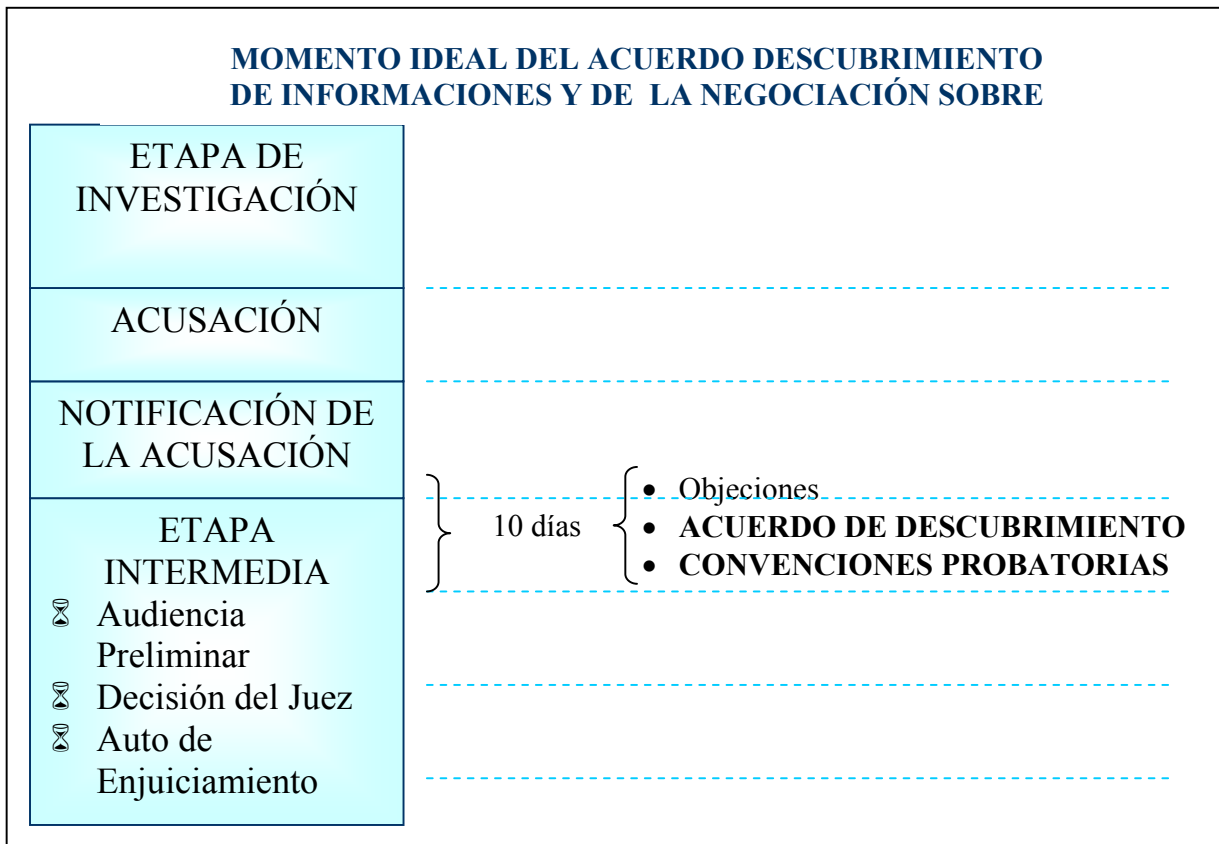 MOMENTO IDEAL DEL ACUERDO DESCUBRIMIENTO
DE INFORMACIONES Y DE LA NEGOCIACIÓN SOBRE
ETAPA DE
INVESTIGACIÓN
ACUSACIÓN
NOTIFICACIÓN DE
LA ACUSACIÓN
ETAPA
INTERMEDIA
Audiencia
Preliminar
Decisión del Juez
Auto de
Enjuiciamiento
10 días
• Objeciones
• ACUERDO DE DESCUBRIMIENTO
• CONVENCIONES PROBATORIAS